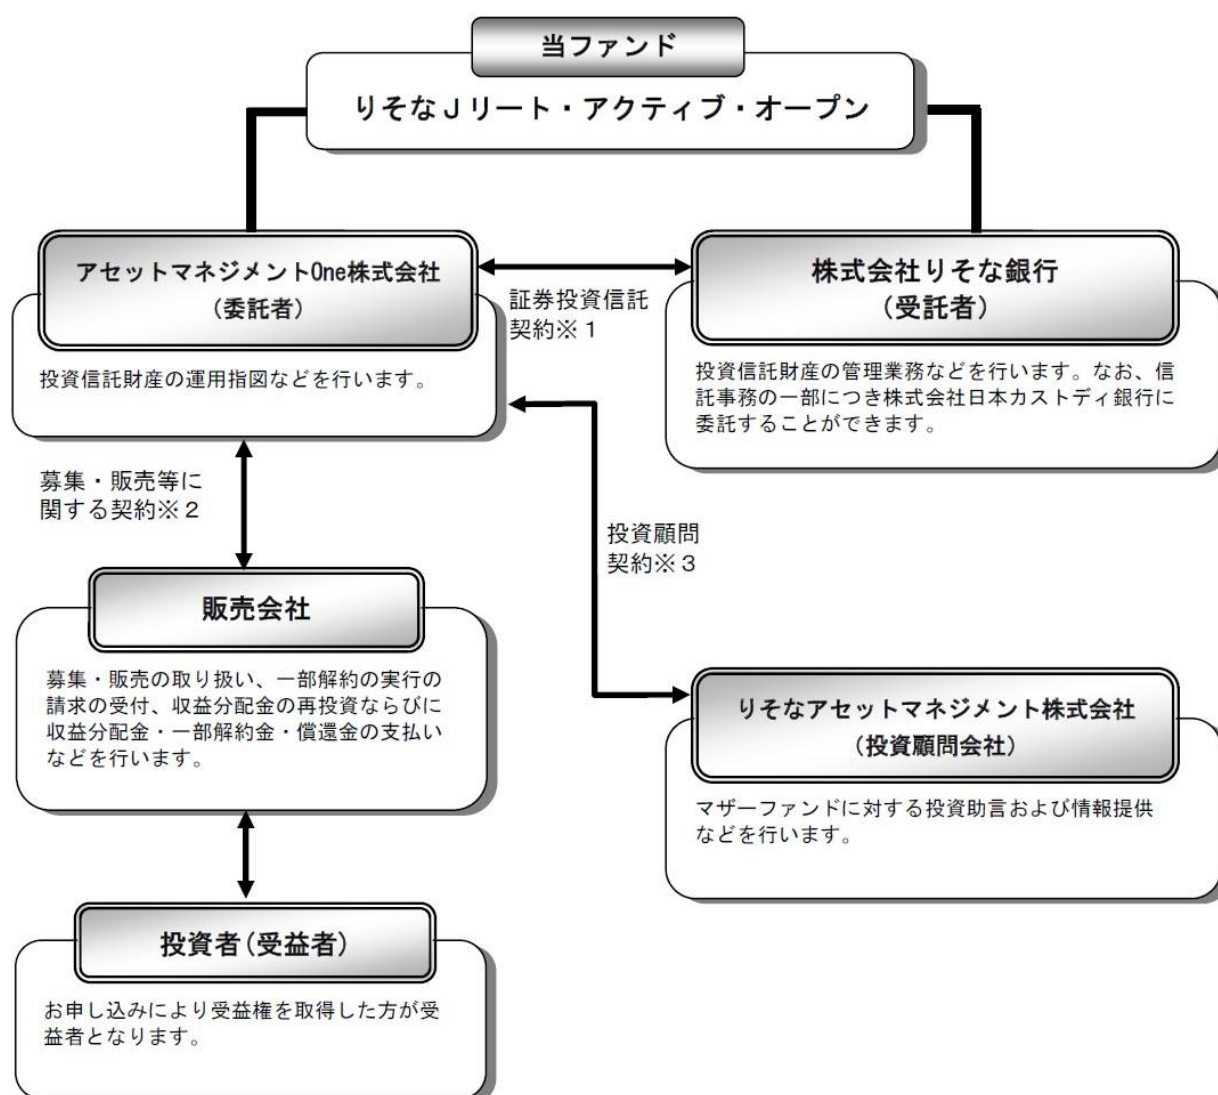 当ファンド
りそなJリート・アクティブ・オープン
アセットマネジメントOne株式会社
(委託者)
投資信託財産の運用指図などを行います。
証券投資信託
契約※1
株式会社りそな銀行
(受託者)
投資信託財産の管理業務などを行います。なお、信
託事務の一部につき株式会社日本カストディ銀行に
委託することができます。
募集・販売等に
関する契約※2
投資顧問
契約※3
販売会社
募集・販売の取り扱い、一部解約の実行の
請求の受付、収益分配金の再投資ならびに
収益分配金・一部解約金・償還金の支払い
などを行います。
りそなアセットマネジメント株式会社
(投資顧問会社)
マザーファンドに対する投資助言および情報提供
などを行います。
投資者(受益者)
お申し込みにより受益権を取得した方が受
益者となります。